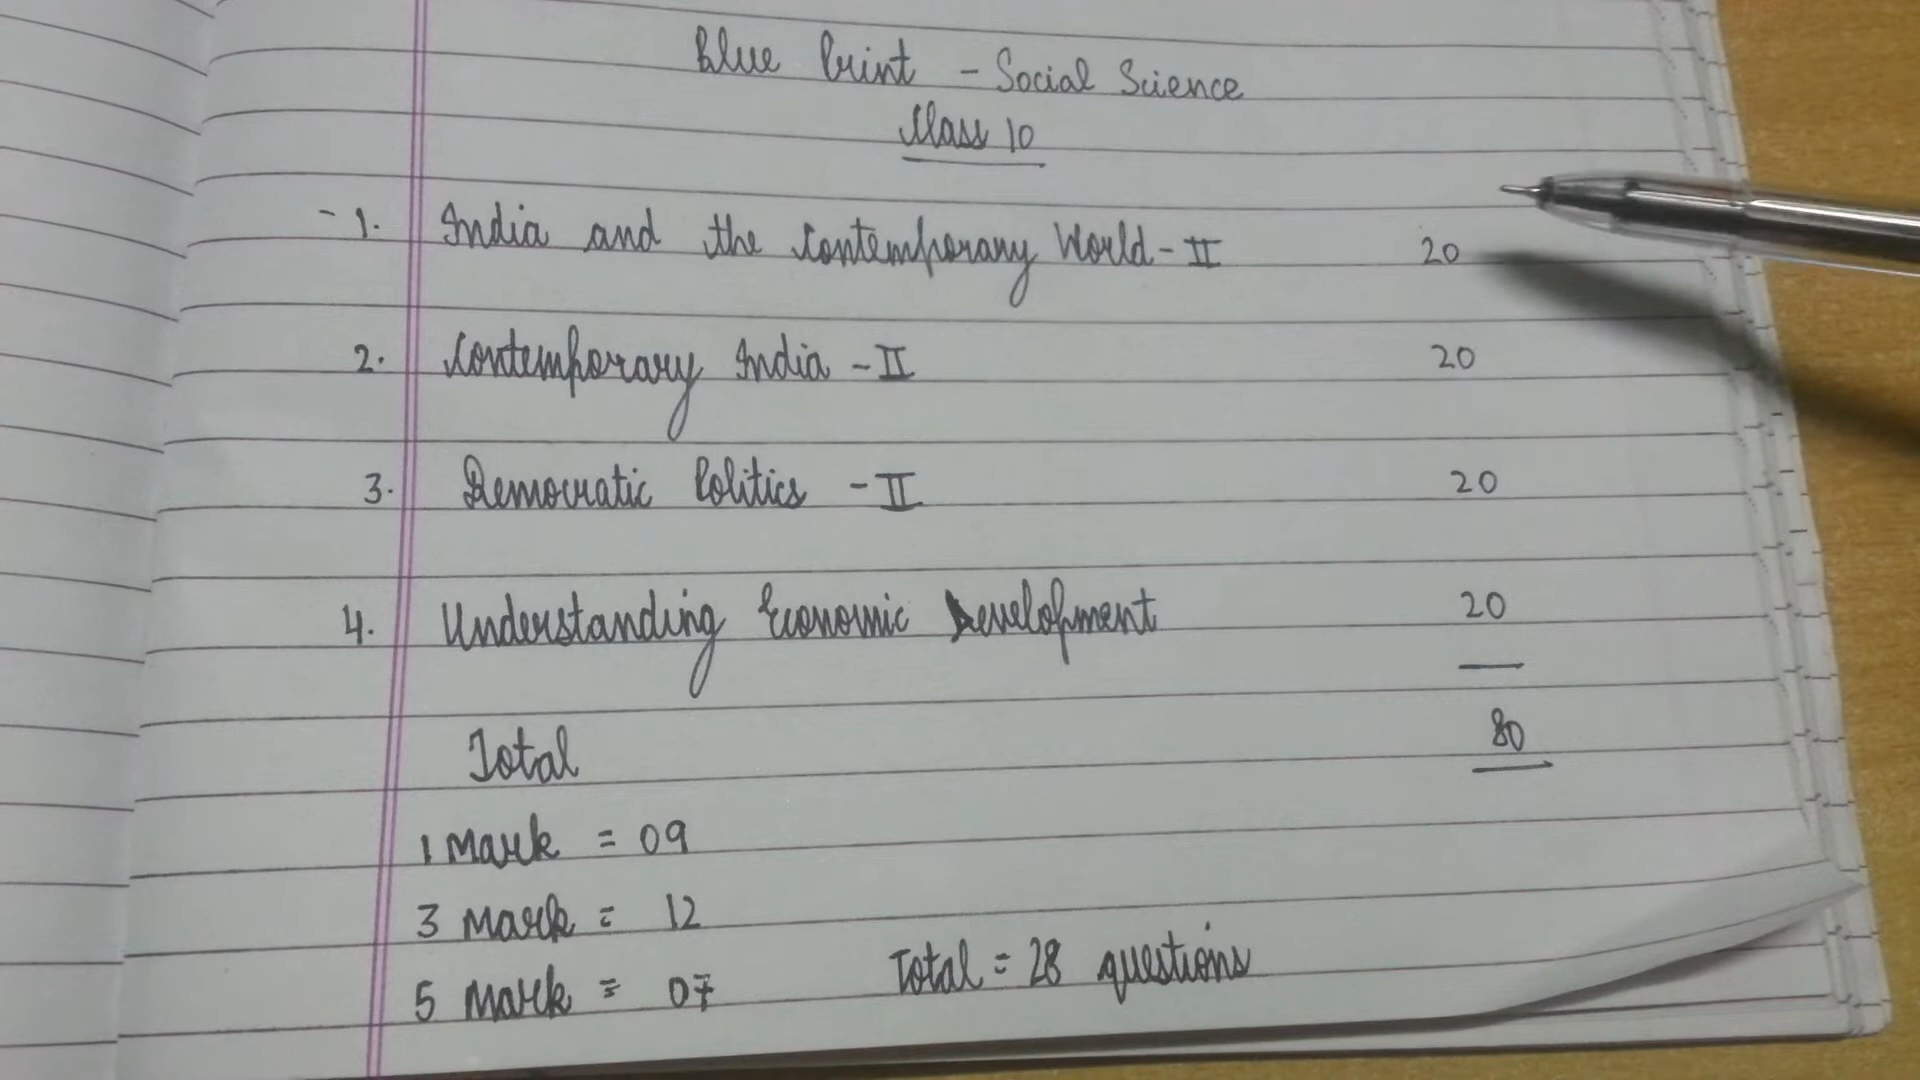 Blue Print - Social Science
Class 10
- 1. India and the Contemporary World - II 20
2. Contemporary India - II 20
3. Democratic Politics - II 20
4. Understanding Economic Development 20
Total 80
1 Mark = 09
3 Mark = 12
5 Mark = 07 Total = 28 questions